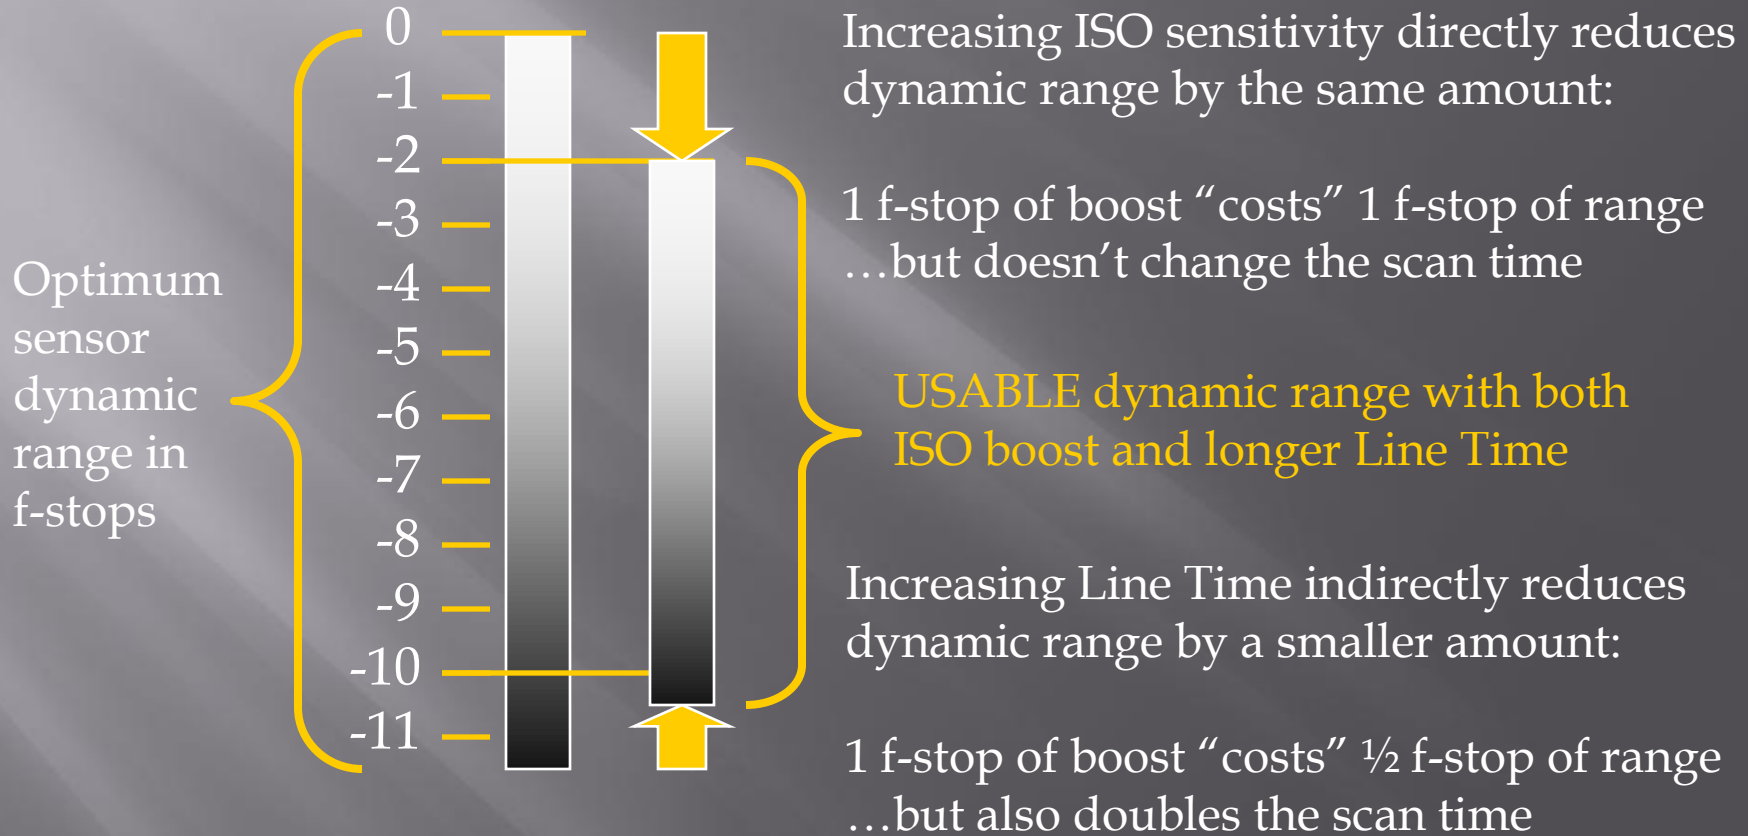 Optimum
sensor
dynamic
range in
f-stops
0
-1
-2
-3
-4
-5
-6
-7
-8
-9
-10
-11
Increasing ISO sensitivity directly reduces
dynamic range by the same amount:
1 f-stop of boost “costs” 1 f-stop of range
…but doesn’t change the scan time
USABLE dynamic range with both
ISO boost and longer Line Time
Increasing Line Time indirectly reduces
dynamic range by a smaller amount:
1 f-stop of boost “costs” ½ f-stop of range
…but also doubles the scan time